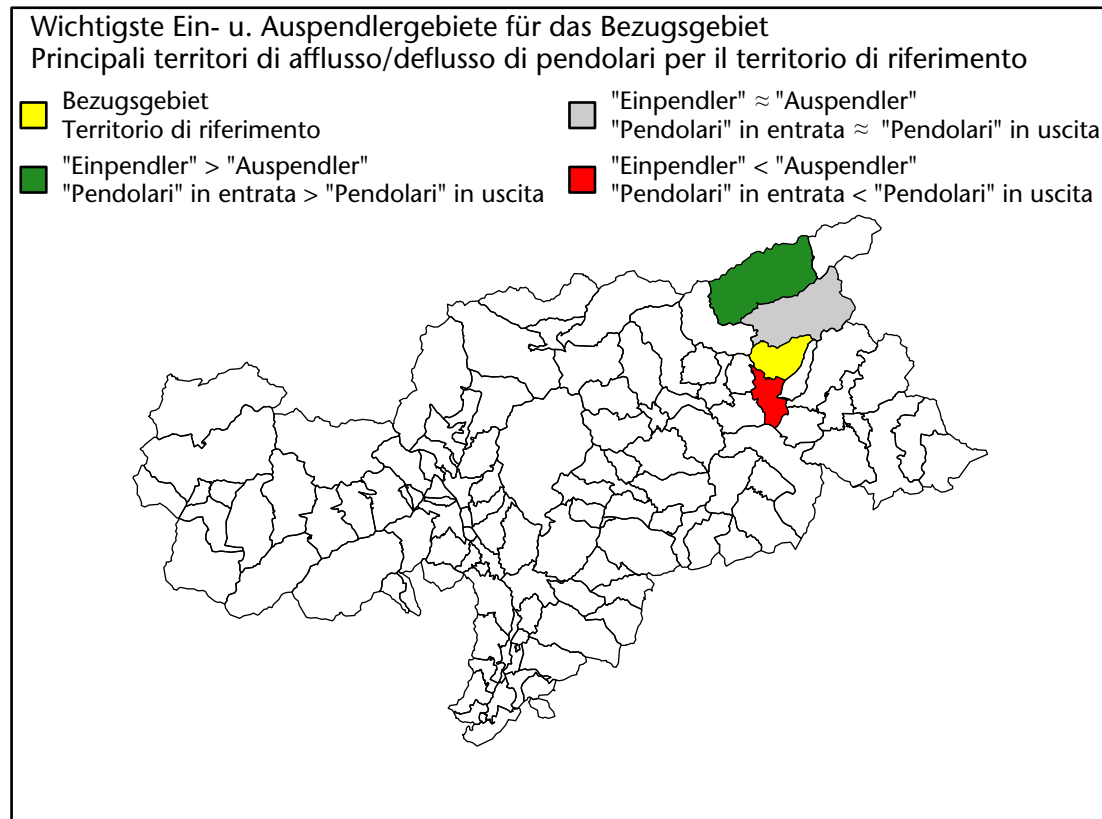 Wichtigste Ein- u. Auspendlergebiete für das Bezugsgebiet
Principali territori di afflusso/deflusso di pendolari per il territorio di riferimento
Bezugsgebiet
Territorio di riferimento
"Einpendler" > "Auspendler"
"Pendolari" in entrata > "Pendolari" in uscita
"Einpendler" ≈ "Auspendler"
"Pendolari" in entrata ≈ "Pendolari" in uscita
"Einpendler" < "Auspendler"
"Pendolari" in entrata < "Pendolari" in uscita